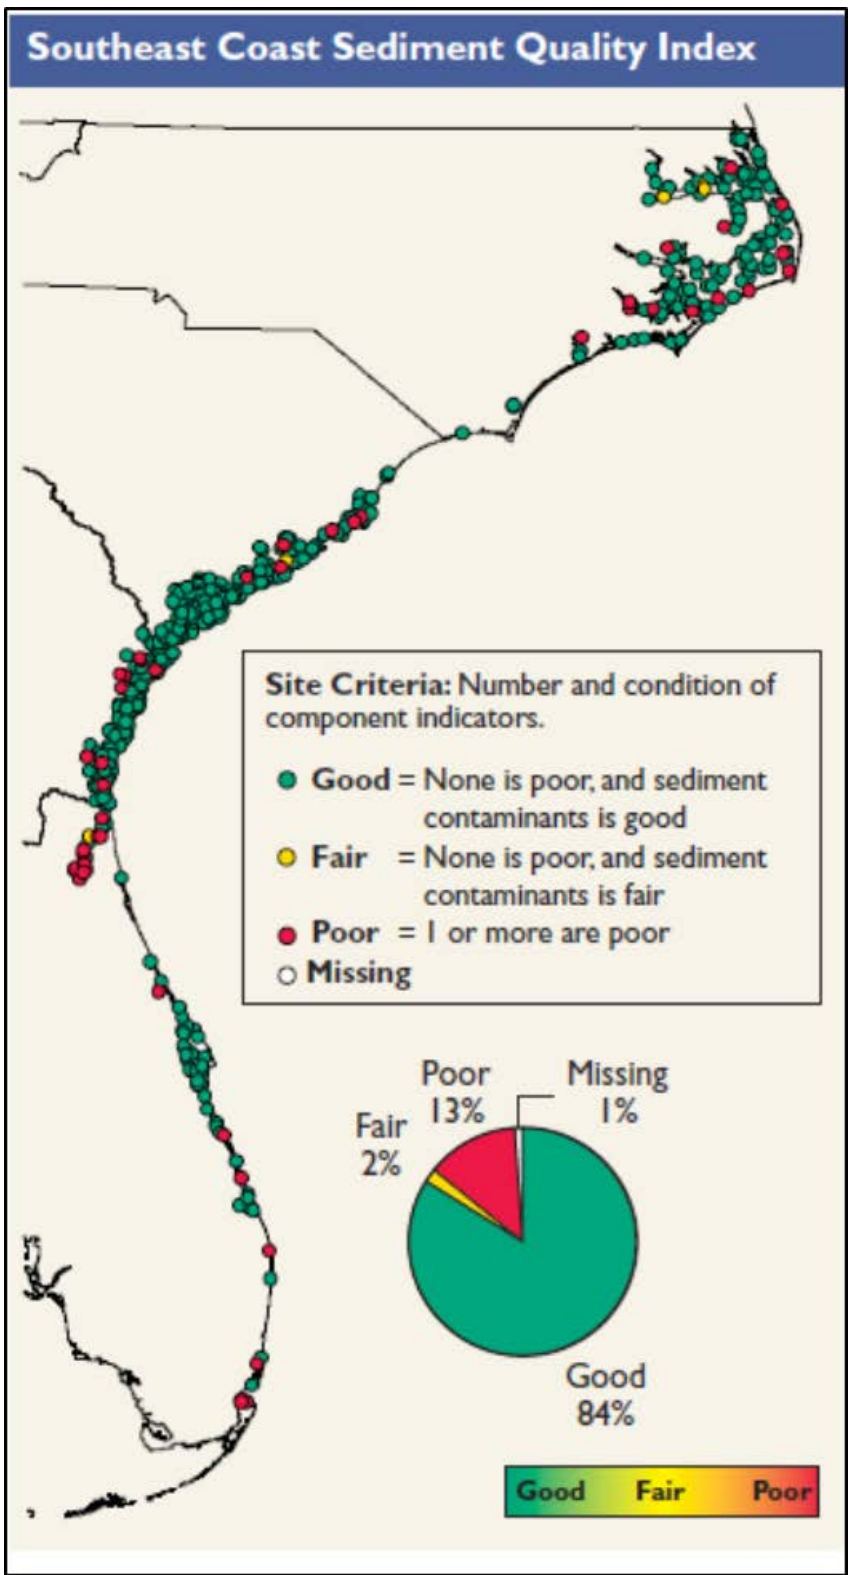 Southeast Coast Sediment Quality Index
Site Criteria: Number and condition of
component indicators.
Good = None is poor, and sediment
contaminants is good
Fair = None is poor, and sediment
contaminants is fair
Poor = 1 or more are poor
Missing
Poor
13%
Missing
1%
Fair
2%
Good
84%
Good Fair Poor